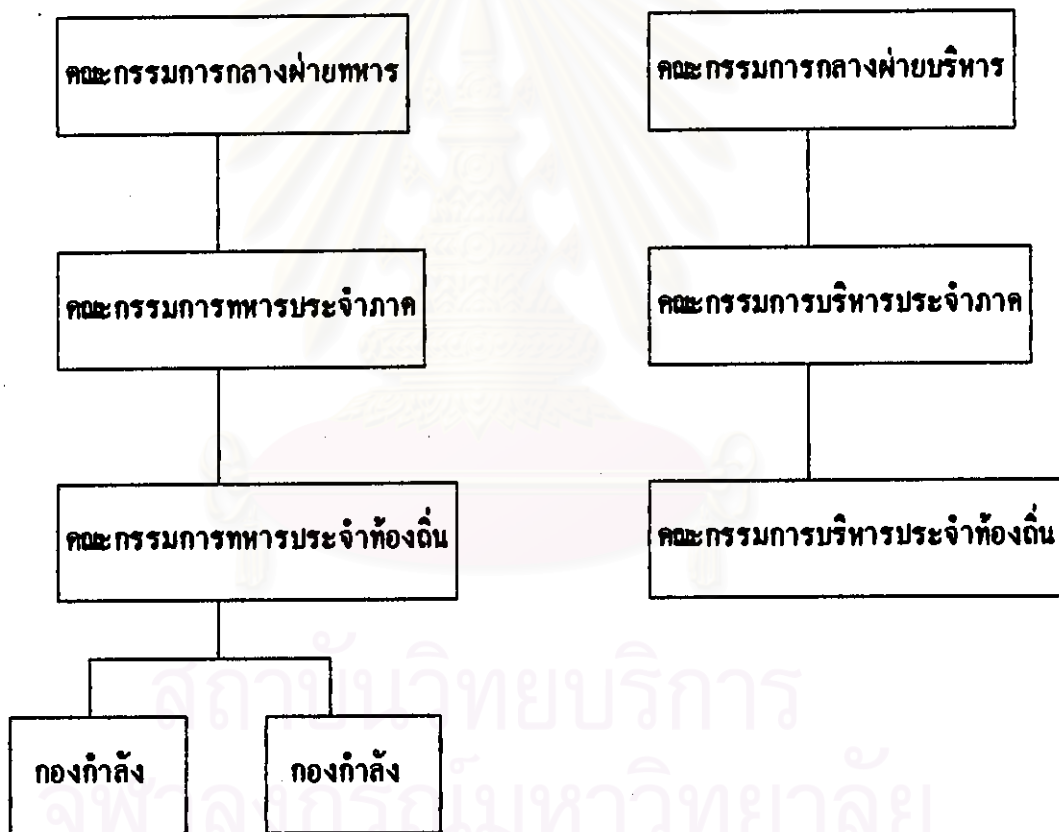 คณะกรรมการกลางฝ่ายทหาร
คณะกรรมการกลางฝ่ายบริหาร
คณะกรรมการทหารประจำภาค
คณะกรรมการบริหารประจำภาค
คณะกรรมการทหารประจำท้องถิ่น
คณะกรรมการบริหารประจำท้องถิ่น
กองกำลัง
กองกำลัง
สถาบันวิทยบริการ
จุฬาลงกรณ์มหาวิทยาลัย